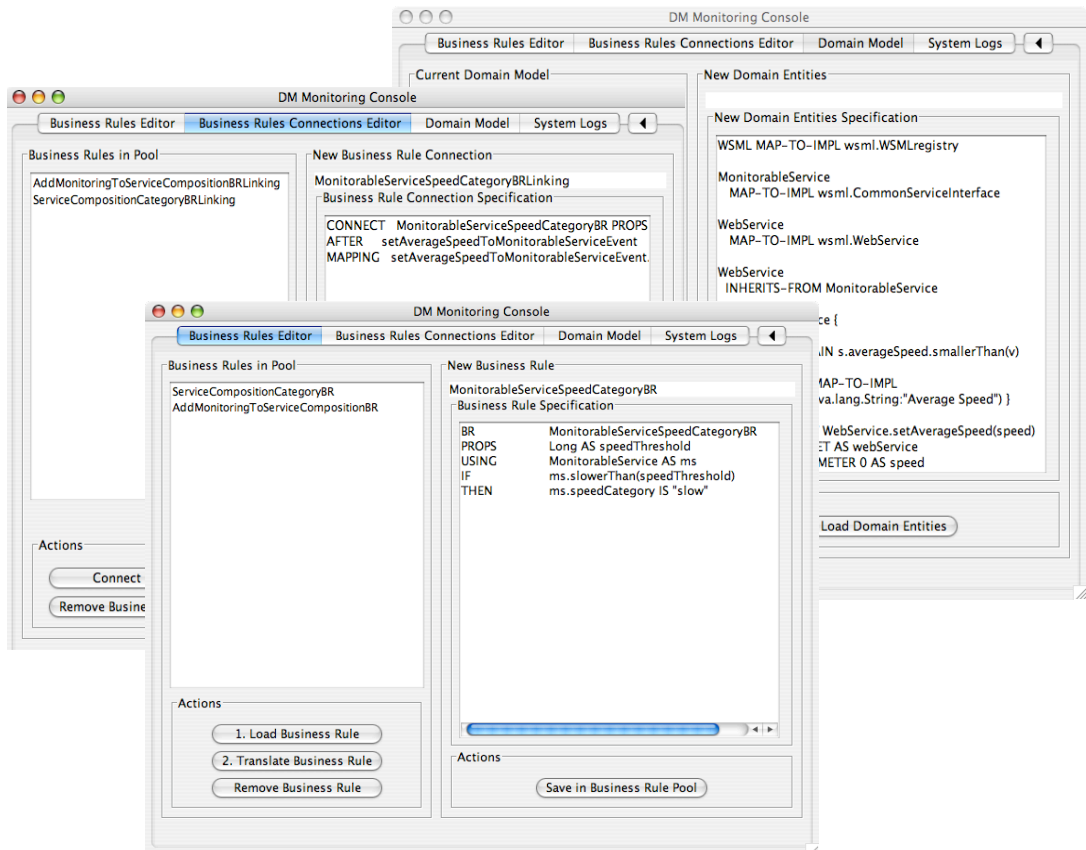 DM Monitoring Console
Business Rules Editor
Business Rules Connections Editor
Domain Model
System Logs
Current Domain Model
New Domain Entities
New Domain Entities Specification
WSML MAP-TO-IMPL wsml.WSMLregistry
MonitorableService
MAP-TO-IMPL wsml.CommonServiceInterface
WebService
MAP-TO-IMPL wsml.WebService
WebService
INHERITS-FROM MonitorableService
ce {
IN s.averageSpeed.smallerThan(v)
MAP-TO-IMPL
va.lang.String:"Average Speed") }
WebService.setAverageSpeed(speed)
ET AS webService
METER 0 AS speed
Load Domain Entities
DM Monitoring Console
Business Rules Editor
Business Rules Connections Editor
Domain Model
System Logs
Business Rules in Pool
AddMonitoringToServiceCompositionBRLinking
ServiceCompositionCategoryBRLinking
Actions
Connect
Remove Busine
New Business Rule Connection
MonitorableServiceSpeedCategoryBRLinking
Business Rule Connection Specification
CONNECT MonitorableServiceSpeedCategoryBR PROPS
AFTER setAverageSpeedToMonitorableServiceEvent
MAPPING setAverageSpeedToMonitorableServiceEvent.
DM Monitoring Console
Business Rules Editor
Business Rules Connections Editor
Domain Model
System Logs
Business Rules in Pool
ServiceCompositionCategoryBR
AddMonitoringToServiceCompositionBR
Actions
1. Load Business Rule
2. Translate Business Rule
Remove Business Rule
New Business Rule
MonitorableServiceSpeedCategoryBR
Business Rule Specification
BR MonitorableServiceSpeedCategoryBR
PROPS Long AS speedThreshold
USING MonitorableService AS ms
IF ms.slowerThan(speedThreshold)
THEN ms.speedCategory IS "slow"
Actions
Save in Business Rule Pool